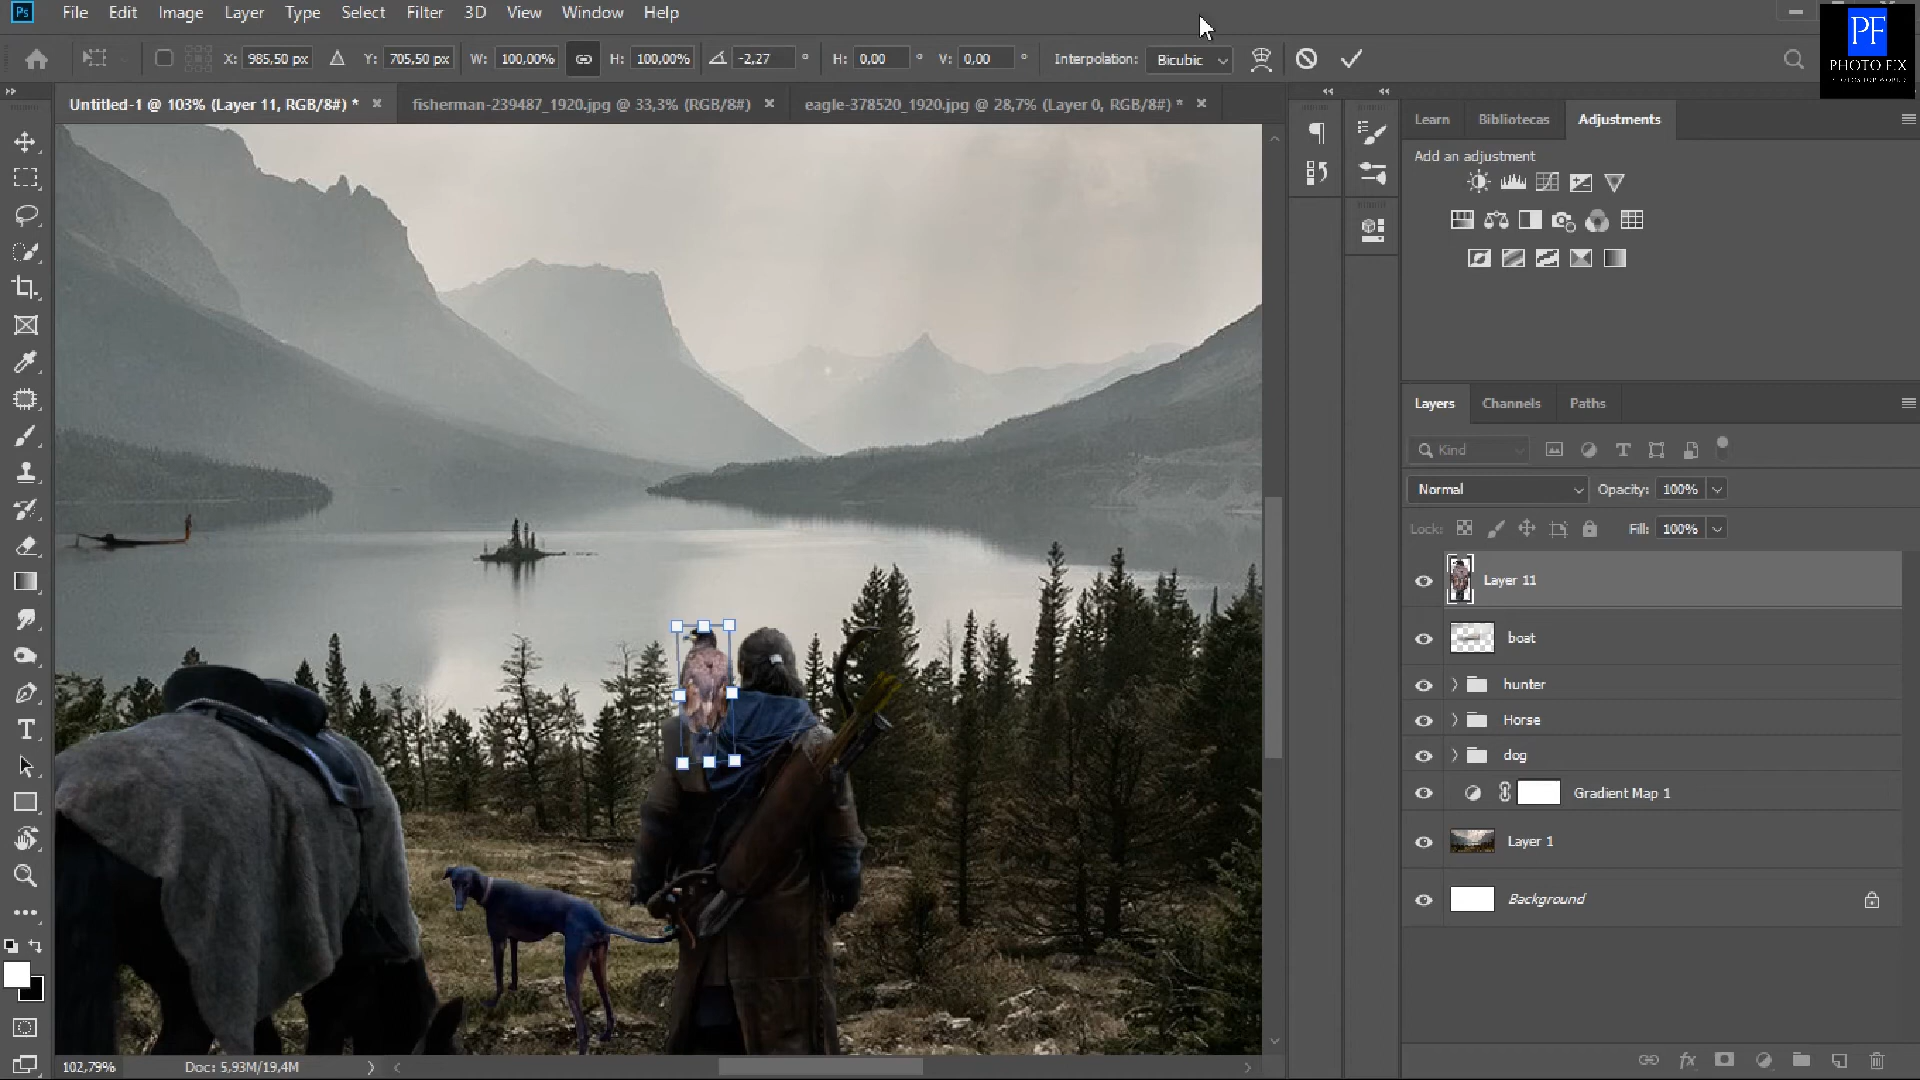 Ps File Edit Image Layer Type Select Filter 3D View Window Help
X: 985,50 px Y: 705,50 px W: 100,00% H: 100,00% -2,27 ° H: 0,00 ° V: 0,00 ° Interpolation: Bicubic
PF
PHOTO FIX
Untitled-1 @ 103% (Layer 11, RGB/8#) * × fisherman-239487_1920.jpg @ 33,3% (RGB/8#) × eagle-378520_1920.jpg @ 28,7% (Layer 0, RGB/8#) * ×
Learn Bibliotecas Adjustments
Add an adjustment
Layers Channels Paths
Kind
Normal Opacity: 100%
Lock: Fill: 100%
Layer 11
boat
hunter
Horse
dog
Gradient Map 1
Layer 1
Background
102,79% Doc: 5,93M/19,4M